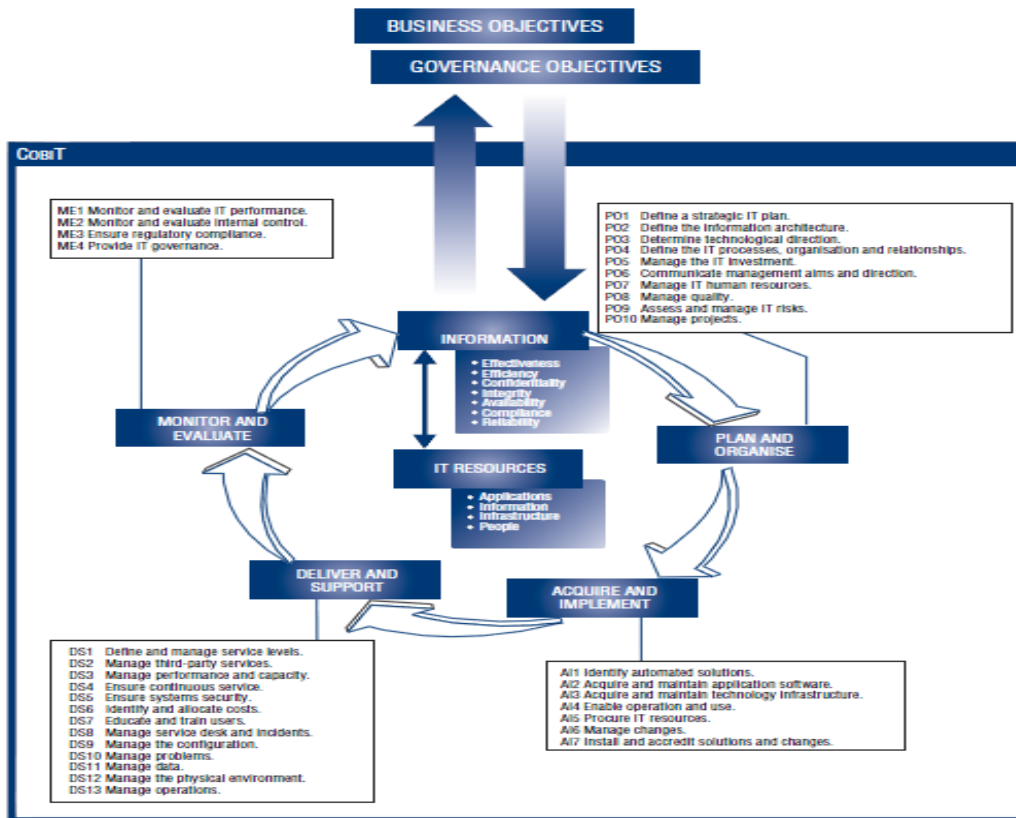 BUSINESS OBJECTIVES
GOVERNANCE OBJECTIVES
COBIT
ME1 Monitor and evaluate IT performance.
ME2 Monitor and evaluate internal control.
ME3 Ensure regulatory compliance.
ME4 Provide IT governance.
PO1 Define a strategic IT plan.
PO2 Define the information architecture.
PO3 Determine technological direction.
PO4 Define the IT processes, organisation and relationships.
PO5 Manage the IT investment.
PO6 Communicate management aims and direction.
PO7 Manage IT human resources.
PO8 Manage quality.
PO9 Assess and manage IT risks.
PO10 Manage projects.
INFORMATION
• Effectiveness
• Efficiency
• Confidentiality
• Integrity
• Availability
• Compliance
• Reliability
MONITOR AND
EVALUATE
PLAN AND
ORGANISE
IT RESOURCES
• Applications
• Information
• Infrastructure
• People
DELIVER AND
SUPPORT
ACQUIRE AND
IMPLEMENT
DS1 Define and manage service levels.
DS2 Manage third-party services.
DS3 Manage performance and capacity.
DS4 Ensure continuous service.
DS5 Ensure systems security.
DS6 Identify and allocate costs.
DS7 Educate and train users.
DS8 Manage service desk and incidents.
DS9 Manage the configuration.
DS10 Manage problems.
DS11 Manage data.
DS12 Manage the physical environment.
DS13 Manage operations.
AI1 Identify automated solutions.
AI2 Acquire and maintain application software.
AI3 Acquire and maintain technology infrastructure.
AI4 Enable operation and use.
AI5 Procure IT resources.
AI6 Manage changes.
AI7 Install and accredit solutions and changes.